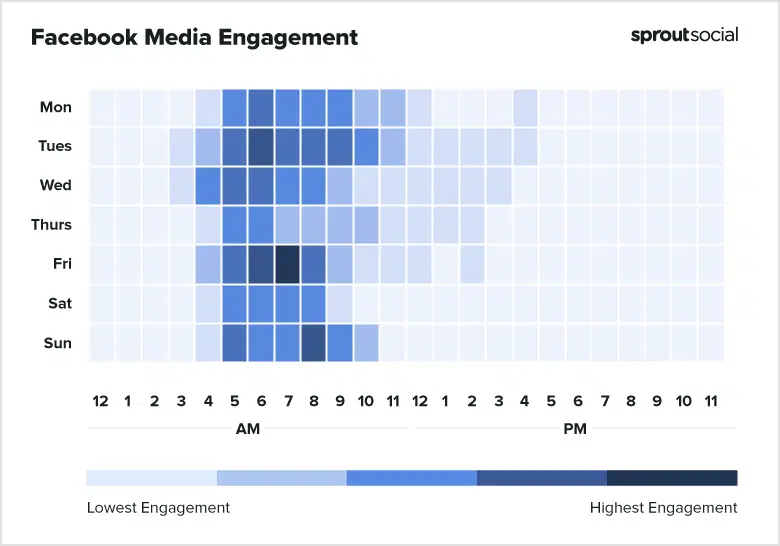 Facebook Media Engagement
sproutsocial
Mon
Tues
Wed
Thurs
Fri
Sat
Sun
12 1 2 3 4 5 6 7 8 9 10 11 12 1 2 3 4 5 6 7 8 9 10 11
AM PM
Lowest Engagement Highest Engagement